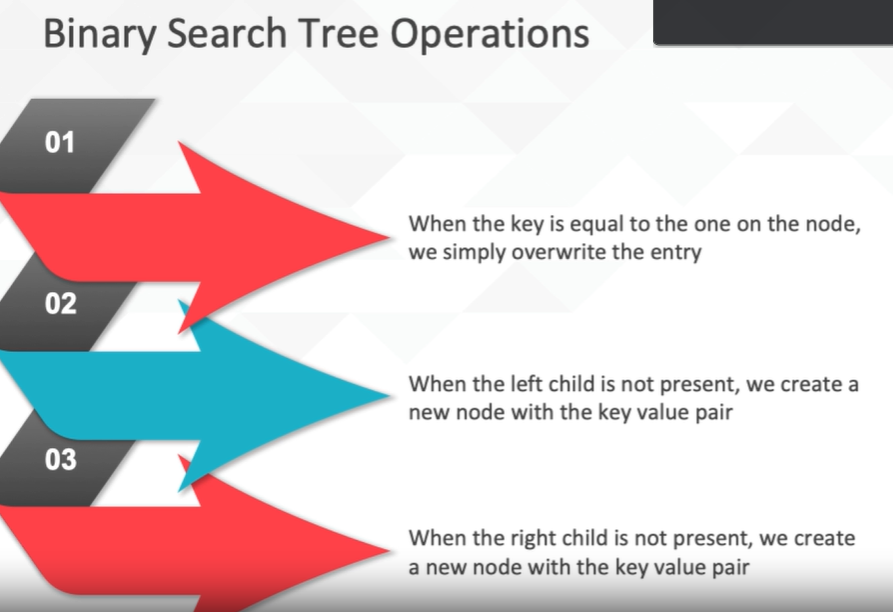 Binary Search Tree Operations
01
When the key is equal to the one on the node,
we simply overwrite the entry
02
When the left child is not present, we create a
new node with the key value pair
03
When the right child is not present, we create
a new node with the key value pair